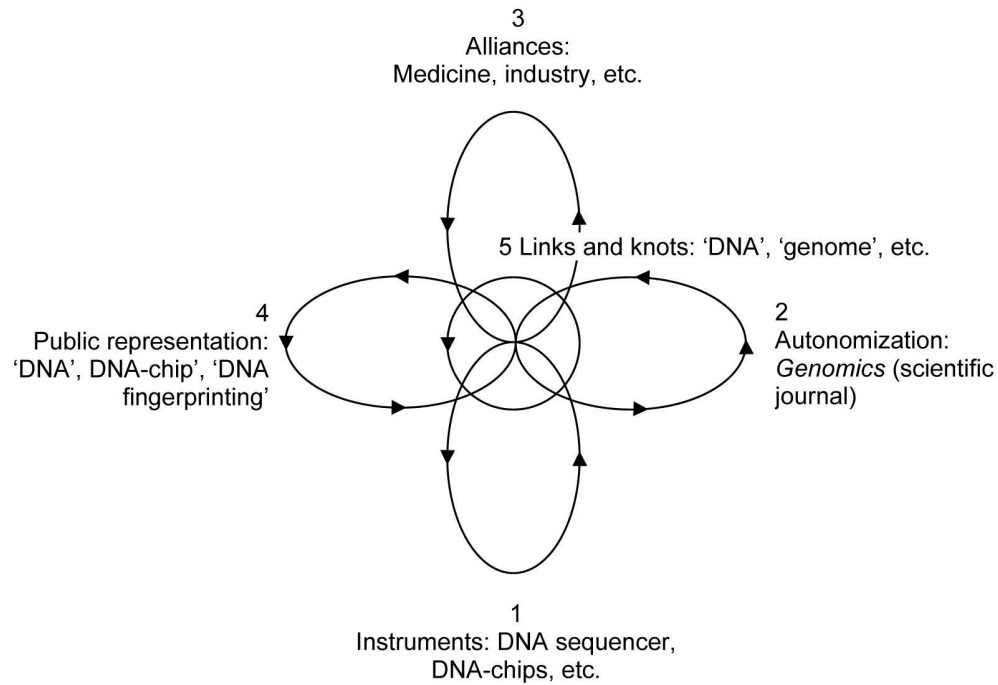 3
Alliances:
Medicine, industry, etc.
5 Links and knots: ‘DNA’, ‘genome’, etc.
4
Public representation:
‘DNA’, DNA-chip’, ‘DNA
fingerprinting’
2
Autonomization:
Genomics (scientific
journal)
1
Instruments: DNA sequencer,
DNA-chips, etc.